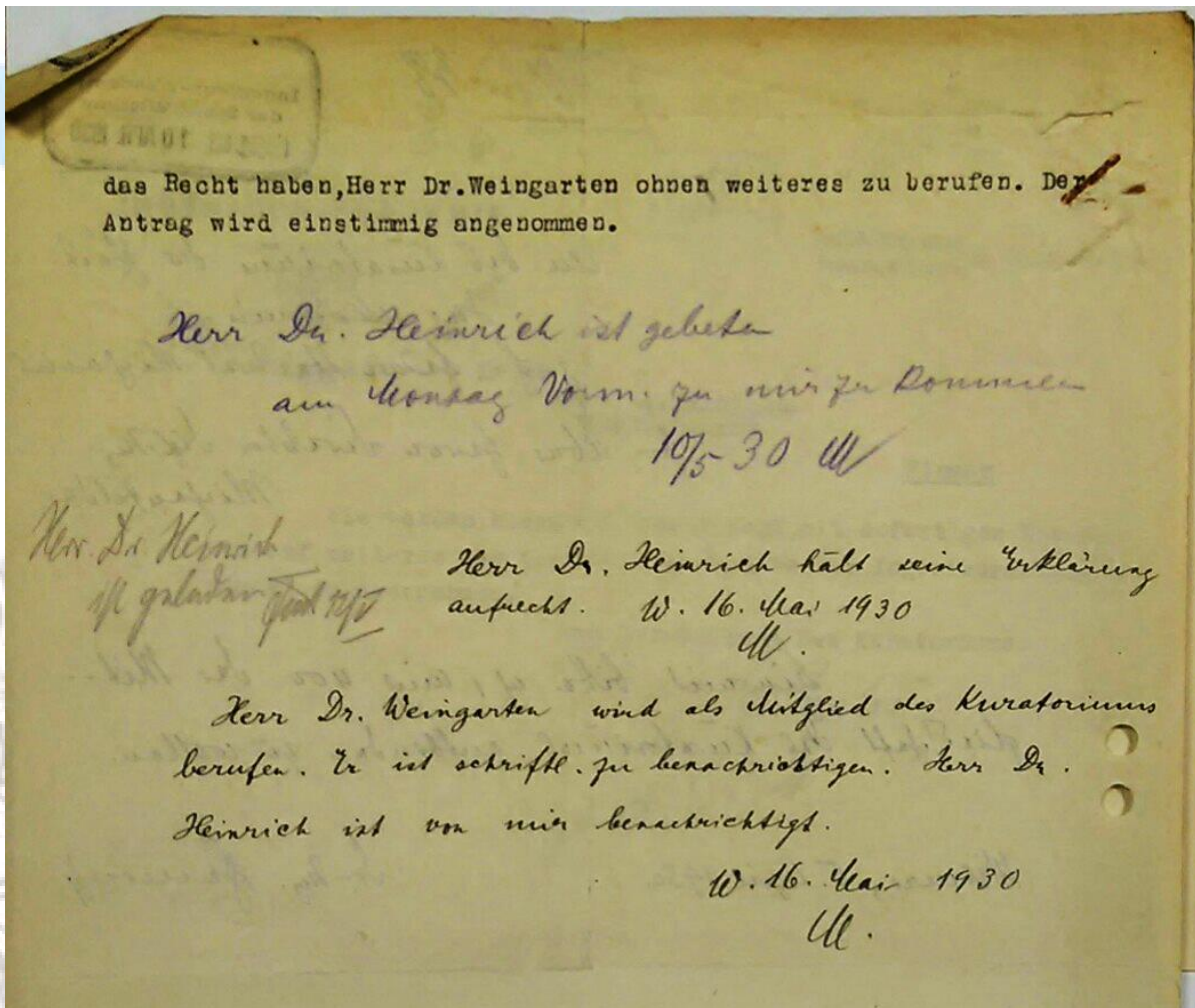 das Recht haben,Herr Dr.Weingarten ohnen weiteres zu berufen. Der
Antrag wird einstimmig angenommen.
Herr Dr. Heinrich ist gebeten
am Montag Vorm. zu mir zu kommen
10/5 30 M
Herr Dr Heinrich
ist geladen
12/V
Herr Dr. Heinrich hält seine Erklärung
aufrecht. W. 16. Mai 1930
M.
Herr Dr. Weingarten wird als Mitglied des Kuratoriums
berufen. Er ist schriftl. zu benachrichtigen. Herr Dr.
Heinrich ist von mir benachrichtigt.
W. 16. Mai 1930
M.